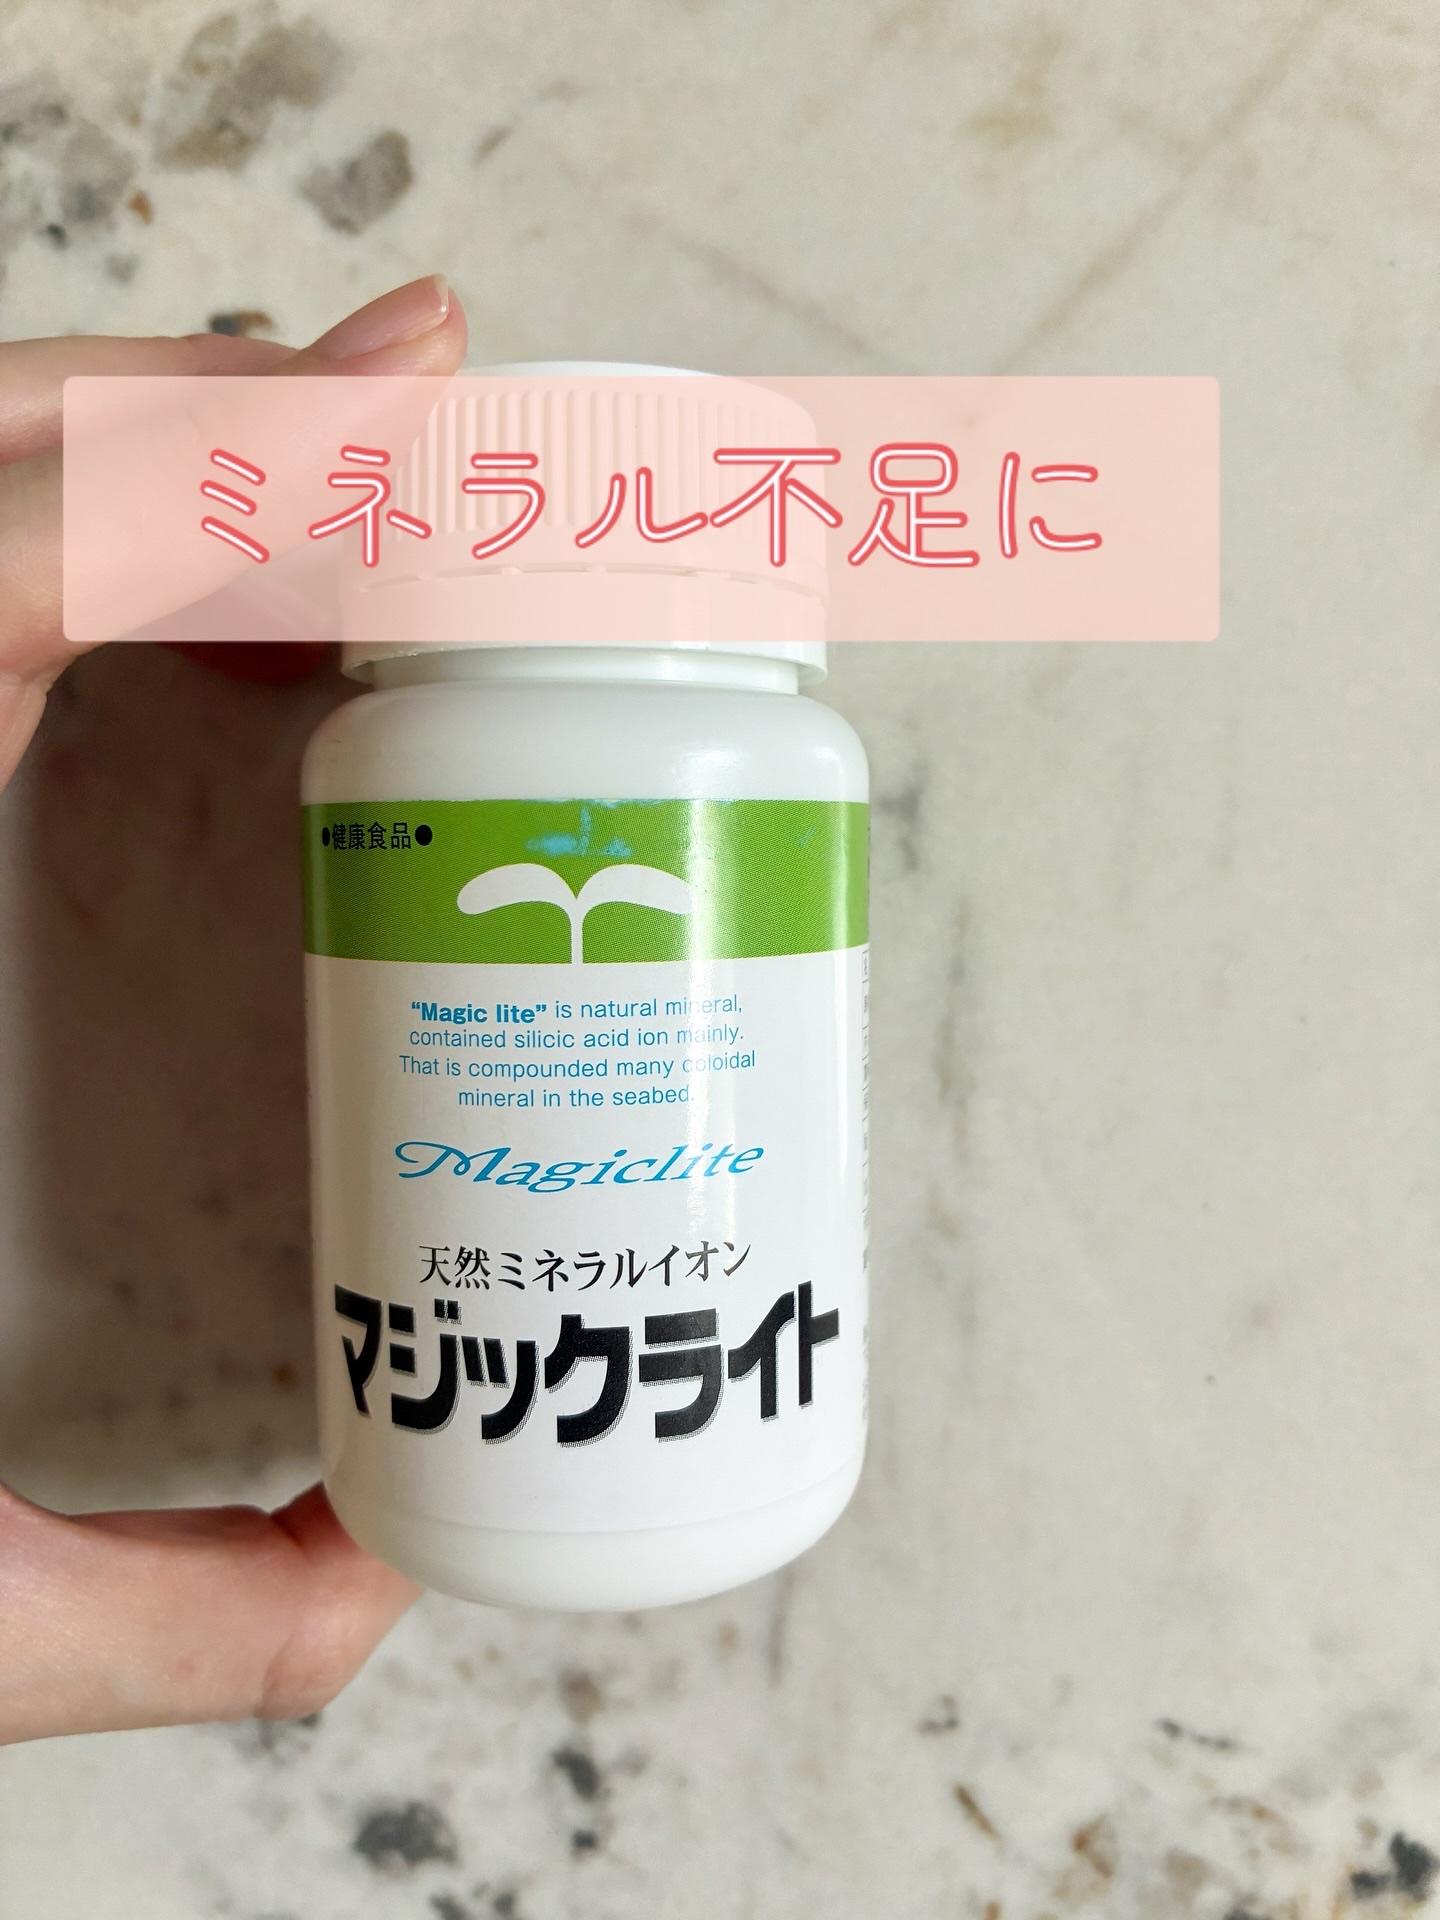 ミネラル不足に
●健康食品●
“Magic lite” is natural mineral,
contained silicic acid ion mainly.
That is compounded many coloidal
mineral in the seabed.
Magiclite
天然ミネラルイオン
マジックライト